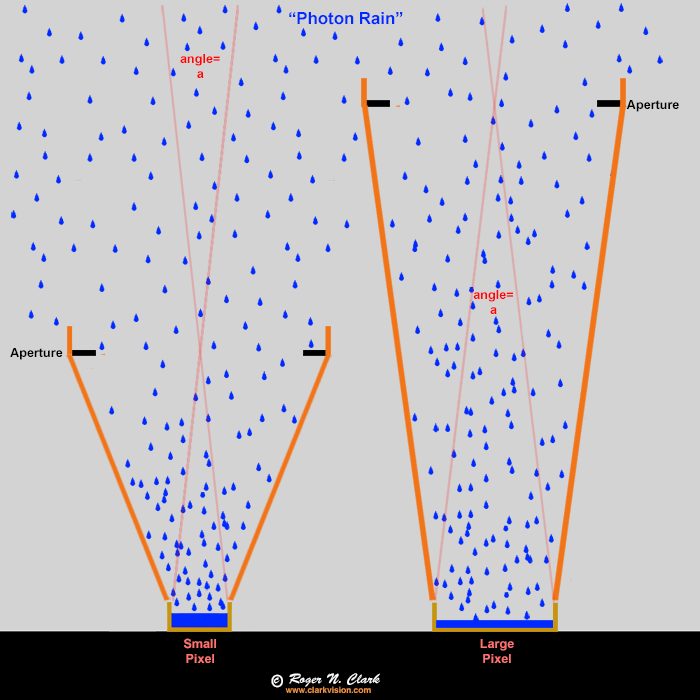 “Photon Rain”
angle=
a
Aperture
angle=
a
Aperture
Small
Pixel
Large
Pixel
© Roger N. Clark
www.clarkvision.com